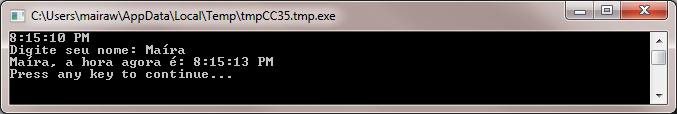 C:\Users\mairaw\AppData\Local\Temp\tmpCC35.tmp.exe
8:15:10 PM
Digite seu nome: Maíra
Maíra, a hora agora é: 8:15:13 PM
Press any key to continue...